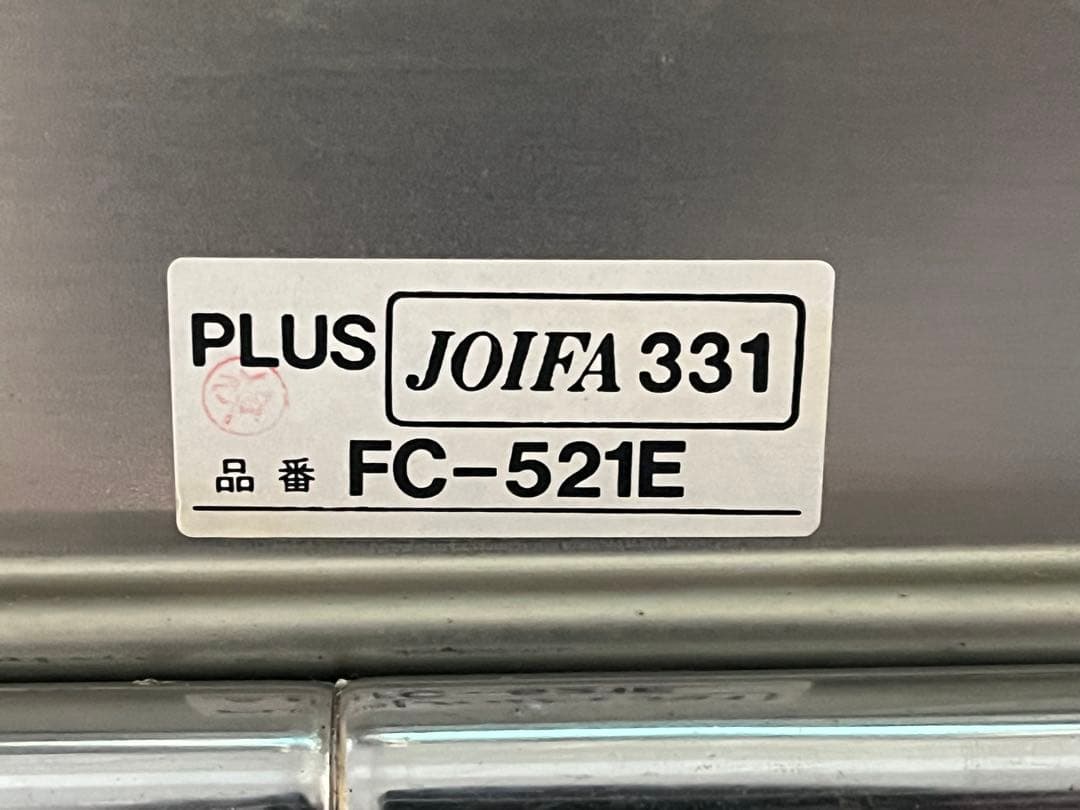 PLUS JOIFA 331
品番 FC-521E